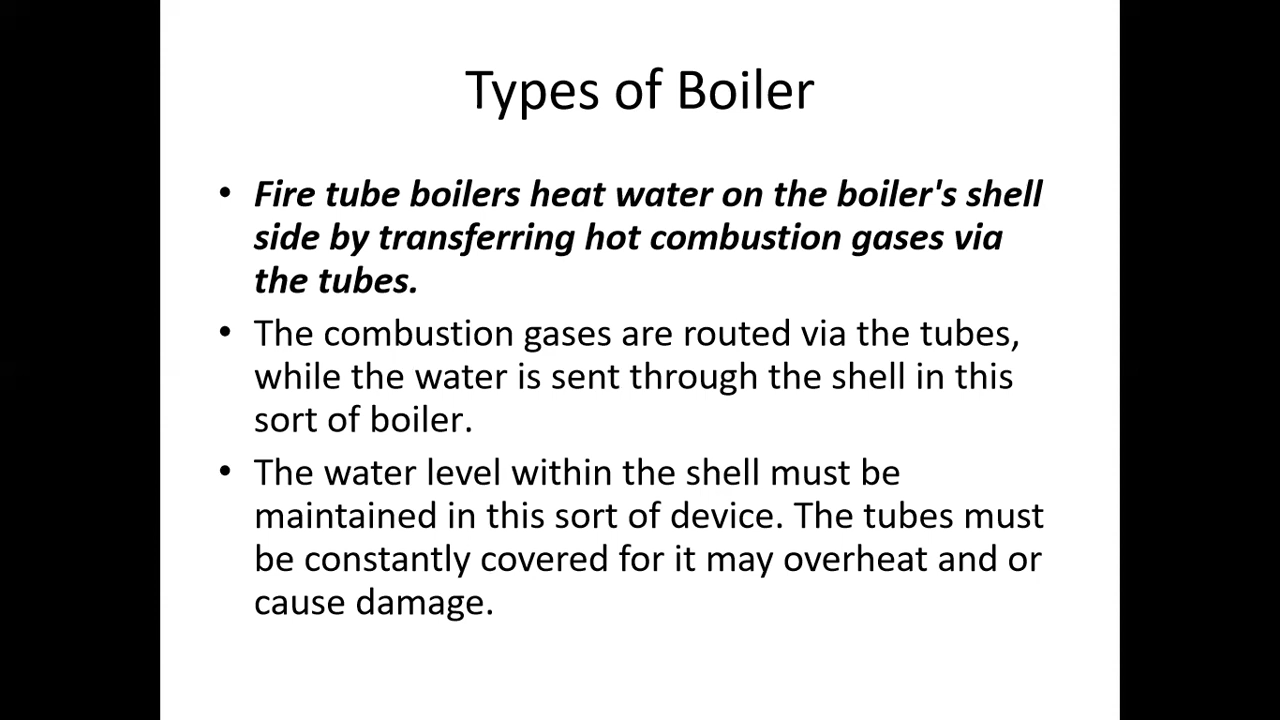 Types of Boiler
• Fire tube boilers heat water on the boiler's shell
side by transferring hot combustion gases via
the tubes.
• The combustion gases are routed via the tubes,
while the water is sent through the shell in this
sort of boiler.
• The water level within the shell must be
maintained in this sort of device. The tubes must
be constantly covered for it may overheat and or
cause damage.